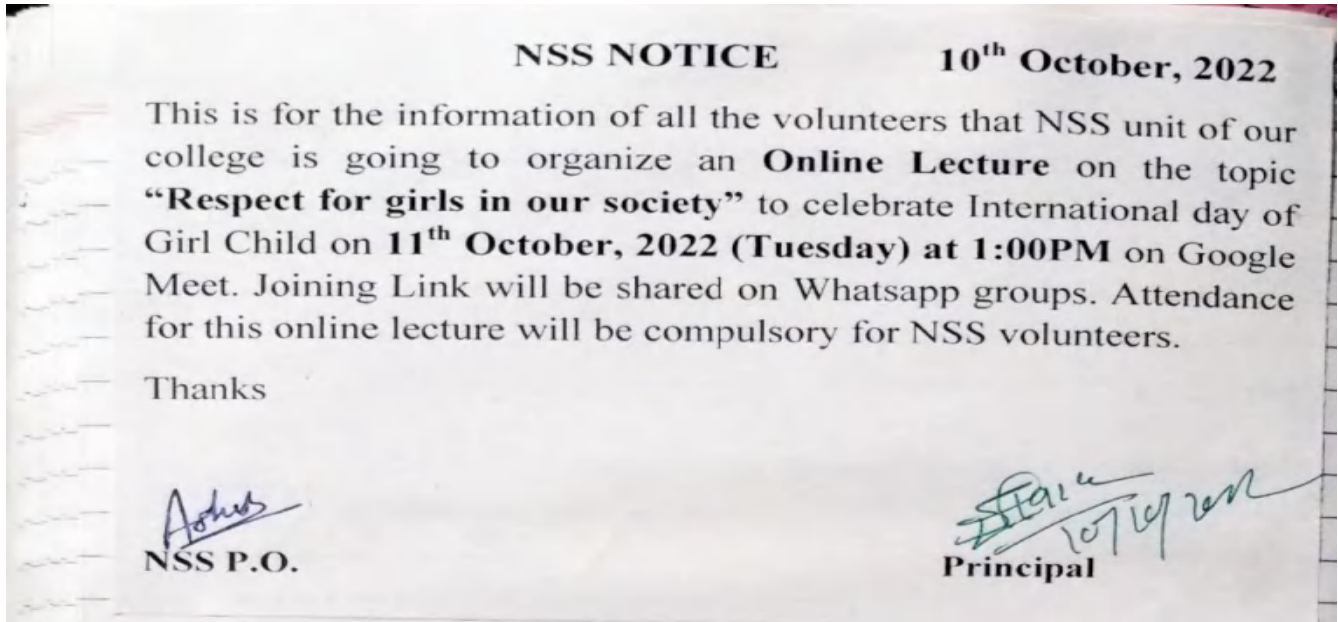 NSS NOTICE 10th October, 2022
This is for the information of all the volunteers that NSS unit of our
college is going to organize an Online Lecture on the topic
“Respect for girls in our society” to celebrate International day of
Girl Child on 11th October, 2022 (Tuesday) at 1:00PM on Google
Meet. Joining Link will be shared on Whatsapp groups. Attendance
for this online lecture will be compulsory for NSS volunteers.
Thanks
NSS P.O.
Principal